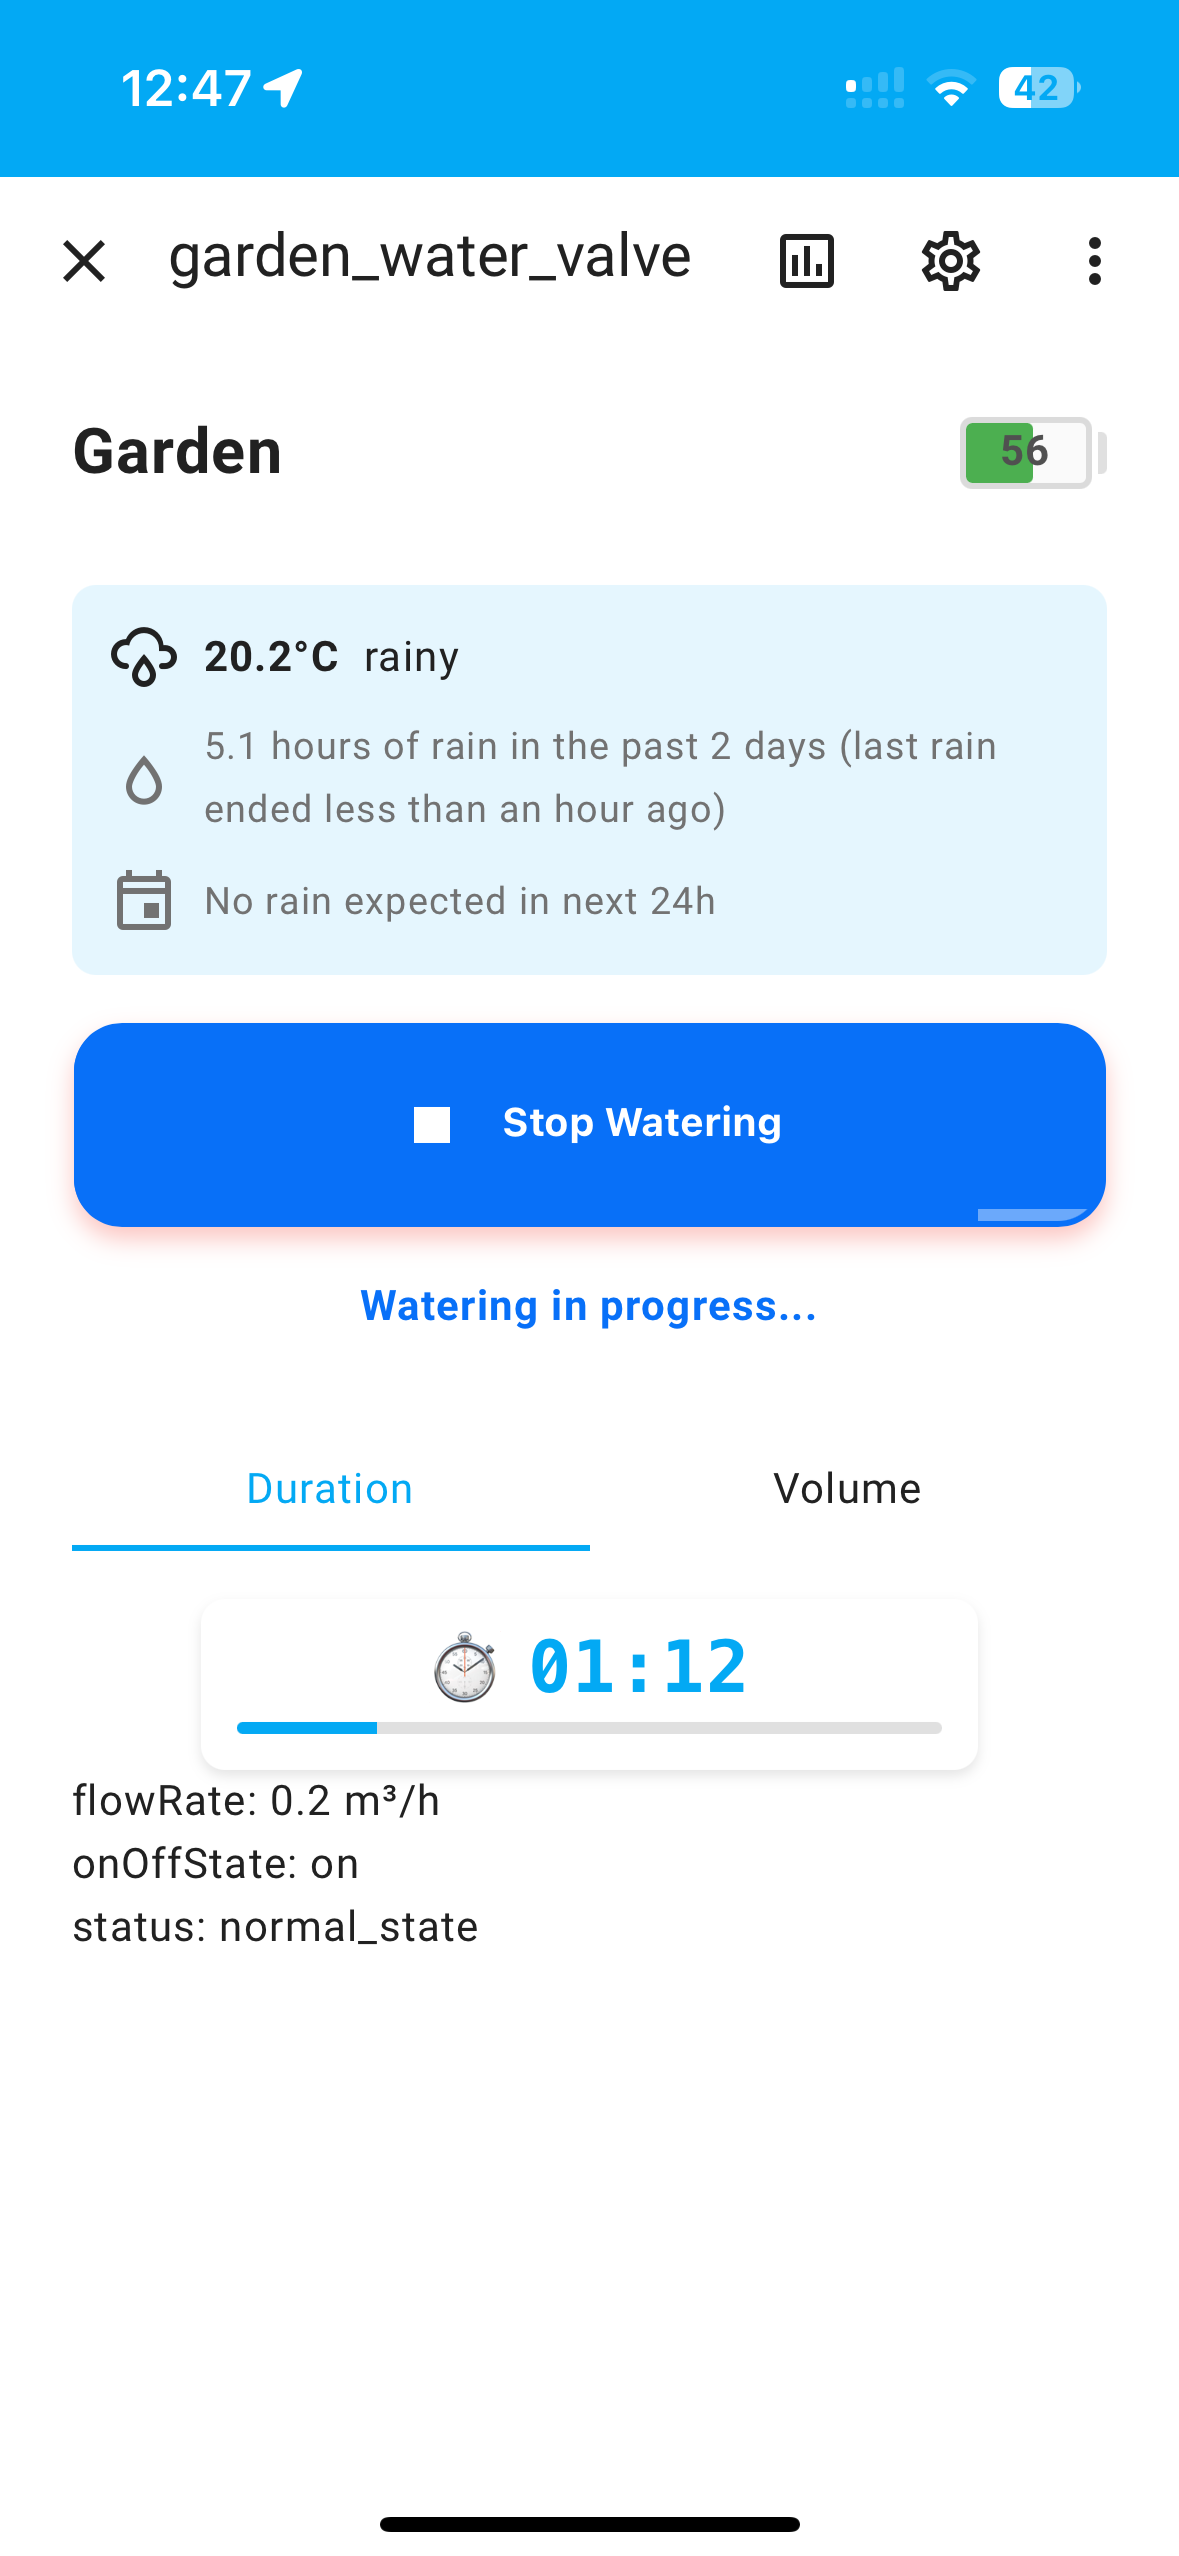 12:47
42
garden_water_valve
Garden
56
20.2°C rainy
5.1 hours of rain in the past 2 days (last rain
ended less than an hour ago)
No rain expected in next 24h
Stop Watering
Watering in progress...
Duration Volume
01:12
flowRate: 0.2 m³/h
onOffState: on
status: normal_state